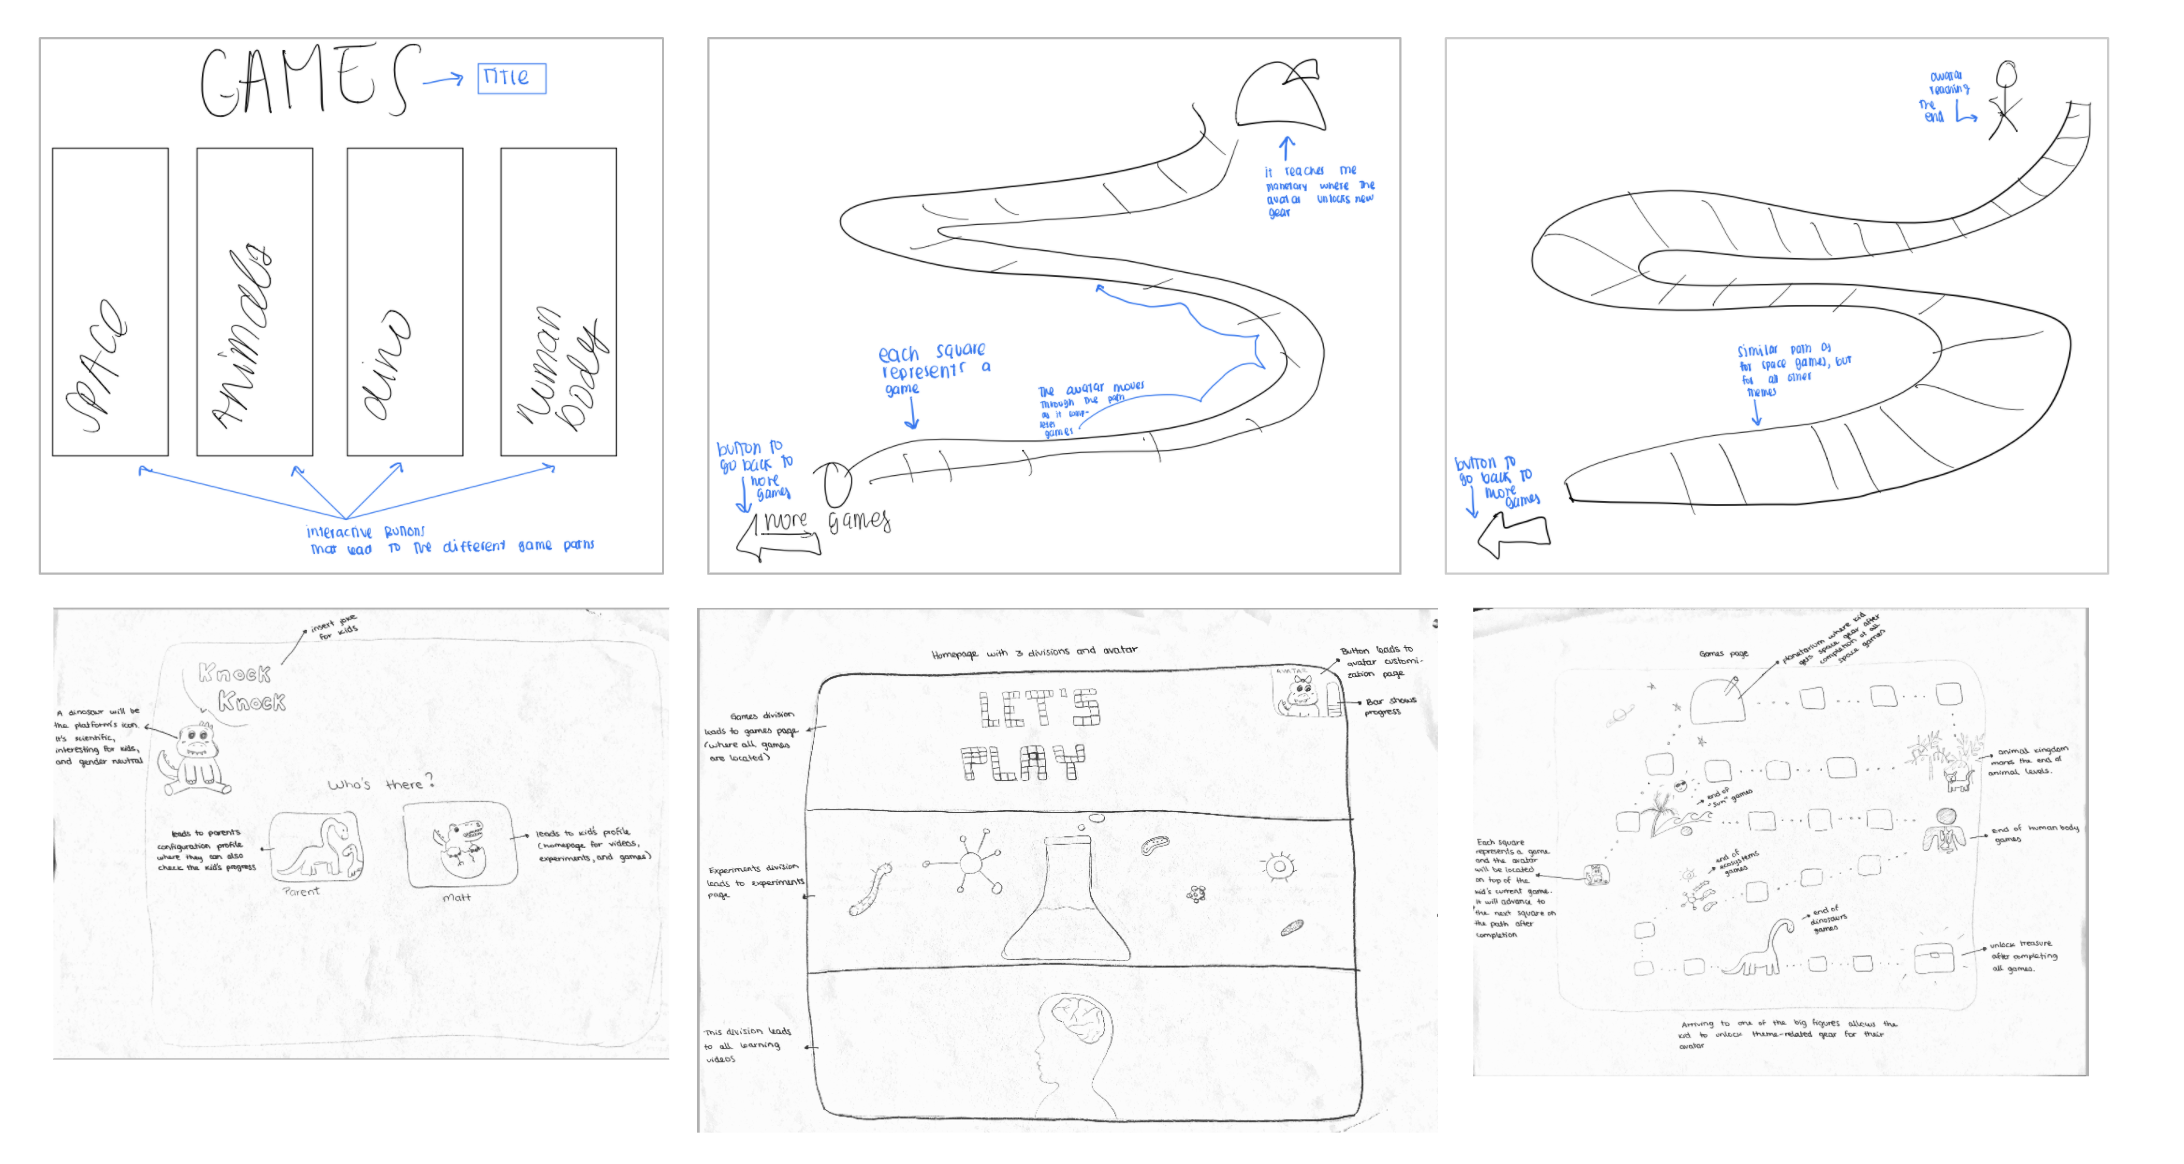 GAMES
TITLE
SPACE
Animals
dino
human
body
interactive buttons
that lead to the different game paths
it reaches the
planetary where the
avatar unlocks new
gear
each square
represents a
game
The avatar moves
through the path
as it
games
button to
go back to
more
games
more games
avatar
reaching
the
end
similar path as
for space games, but
for all other
themes
button to
go back to
more
games
insert joke
for kids
Knock
Knock
A dinosaur will be
the platform's icon.
It's scientific,
interesting for kids,
and gender neutral
Who's there?
leads to parents
configuration profile
where they can also
check the kid's progress
leads to kid's profile
(homepage for videos,
experiments, and games)
Parent
Matt
Homepage with 3 divisions and avatar
Button leads to
avatar customi-
zation page
AVATAR
Bar shows
progress
LET'S
PLAY
Games division
leads to games page
(where all games
are located)
Experiments division
leads to experiments
page
This division leads
to all learning
videos
Games page
planetarium where kid
gets space gear after
completion of all
space games
animal kingdom
marks the end of
animal levels.
end of
"sun" games
end of human body
games
Each square
represents a game
and the avatar
will be located
on top of the
kid's current game.
It will advance to
the next square on
the path after
completion
end of
ecosystems
games
end of
dinosaurs
games
unlock treasure
after completing
all games.
Arriving to one of the big figures allows the
kid to unlock theme-related gear for their
avatar